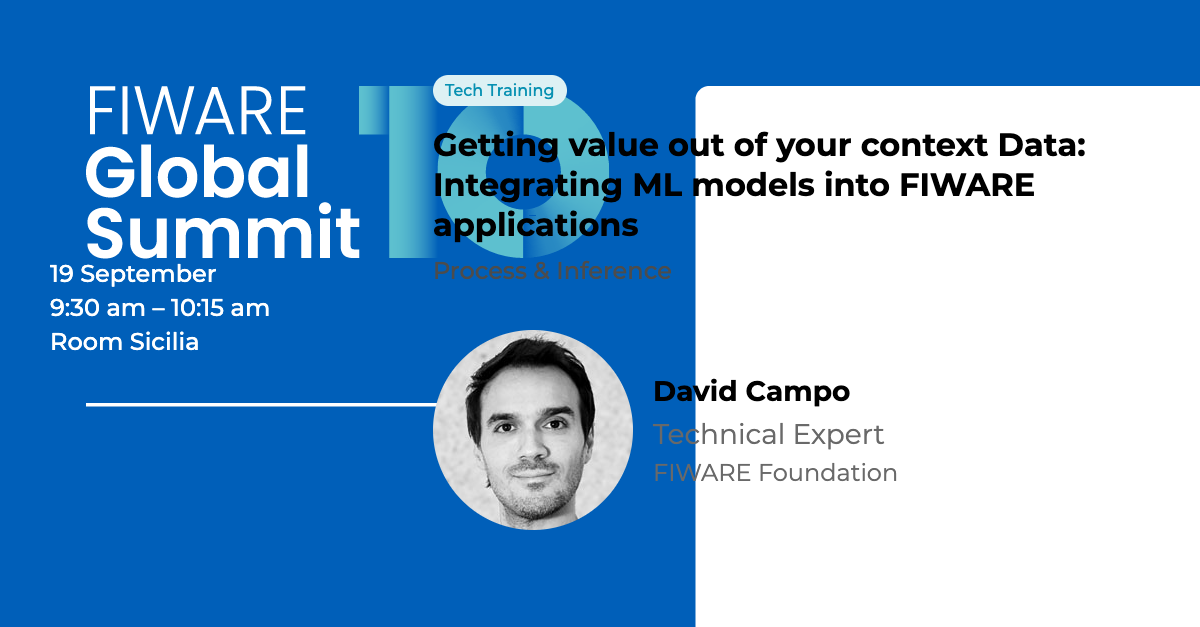 FIWARE
Global
Summit
10
19 September
9:30 am – 10:15 am
Room Sicilia
Tech Training
Getting value out of your context Data:
Integrating ML models into FIWARE
applications
Process & Inference
David Campo
Technical Expert
FIWARE Foundation